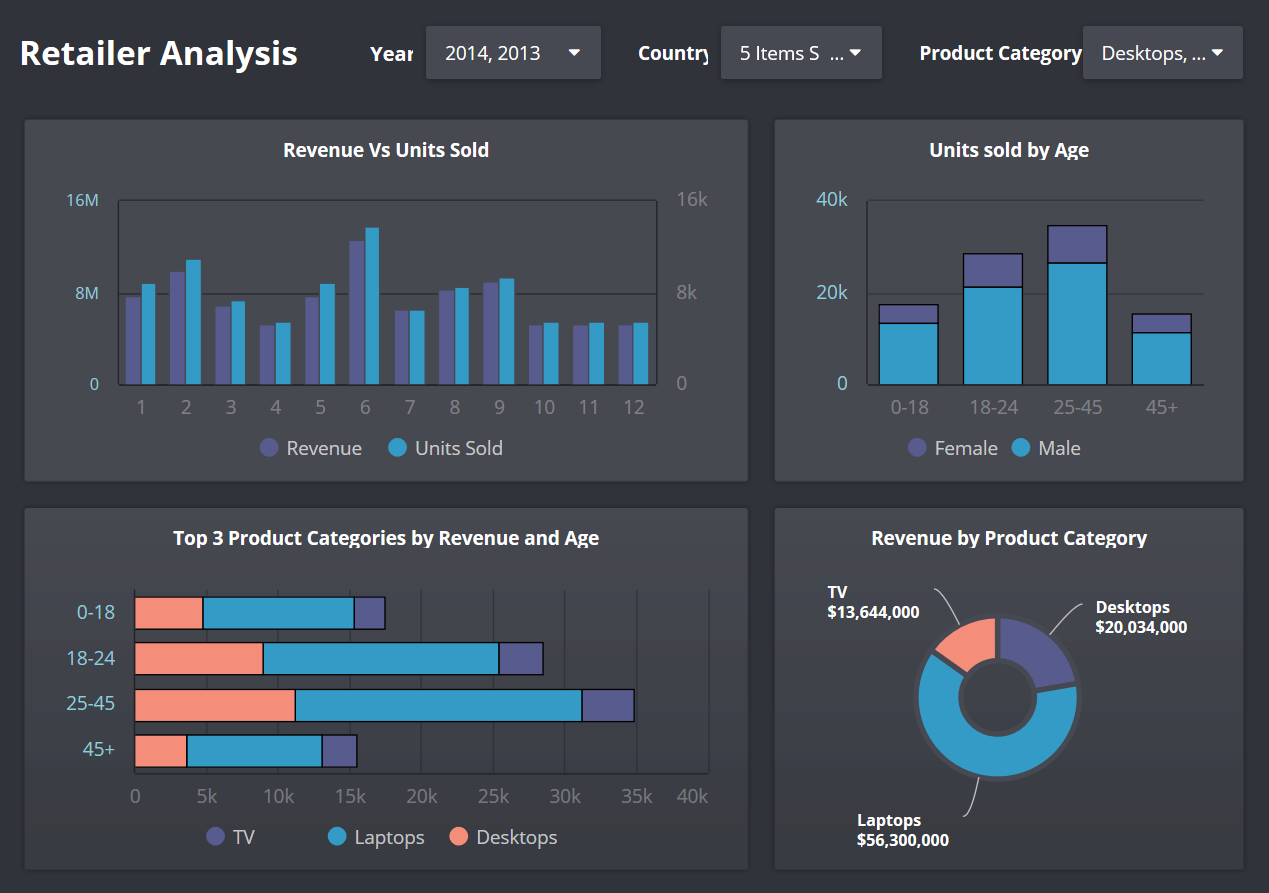 Retailer Analysis
Year 2014, 2013
Country 5 Items S ...
Product Category Desktops, ...
Revenue Vs Units Sold
16M 16k
8M 8k
0 0
1 2 3 4 5 6 7 8 9 10 11 12
Revenue Units Sold
Units sold by Age
40k
20k
0
0-18 18-24 25-45 45+
Female Male
Top 3 Product Categories by Revenue and Age
0-18
18-24
25-45
45+
0 5k 10k 15k 20k 25k 30k 35k 40k
TV Laptops Desktops
Revenue by Product Category
TV
$13,644,000
Desktops
$20,034,000
Laptops
$56,300,000